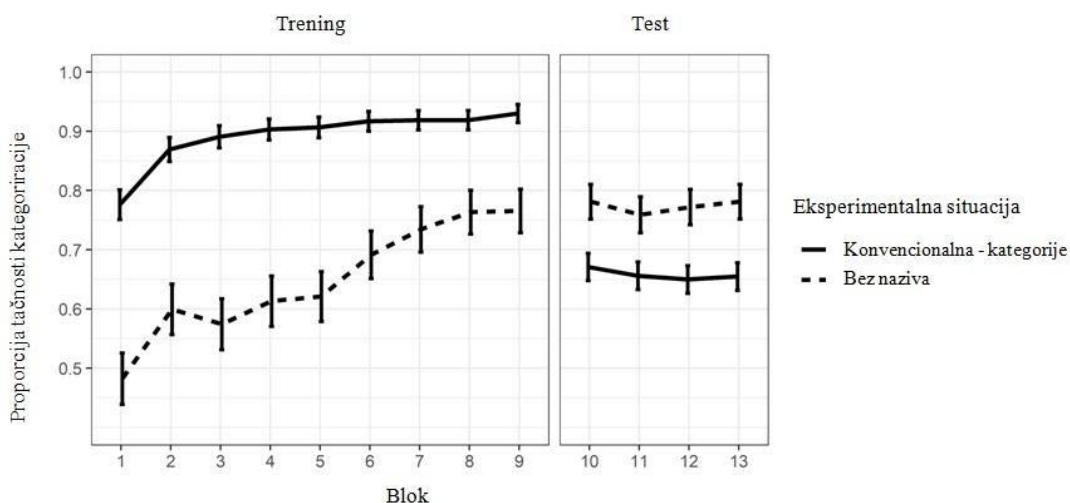 Trening
Test
Proporcija tačnosti kategoriracije
1.0
0.9
0.8
0.7
0.6
0.5
1 2 3 4 5 6 7 8 9
10 11 12 13
Blok
Eksperimentalna situacija
Konvencionalna - kategorije
Bez naziva